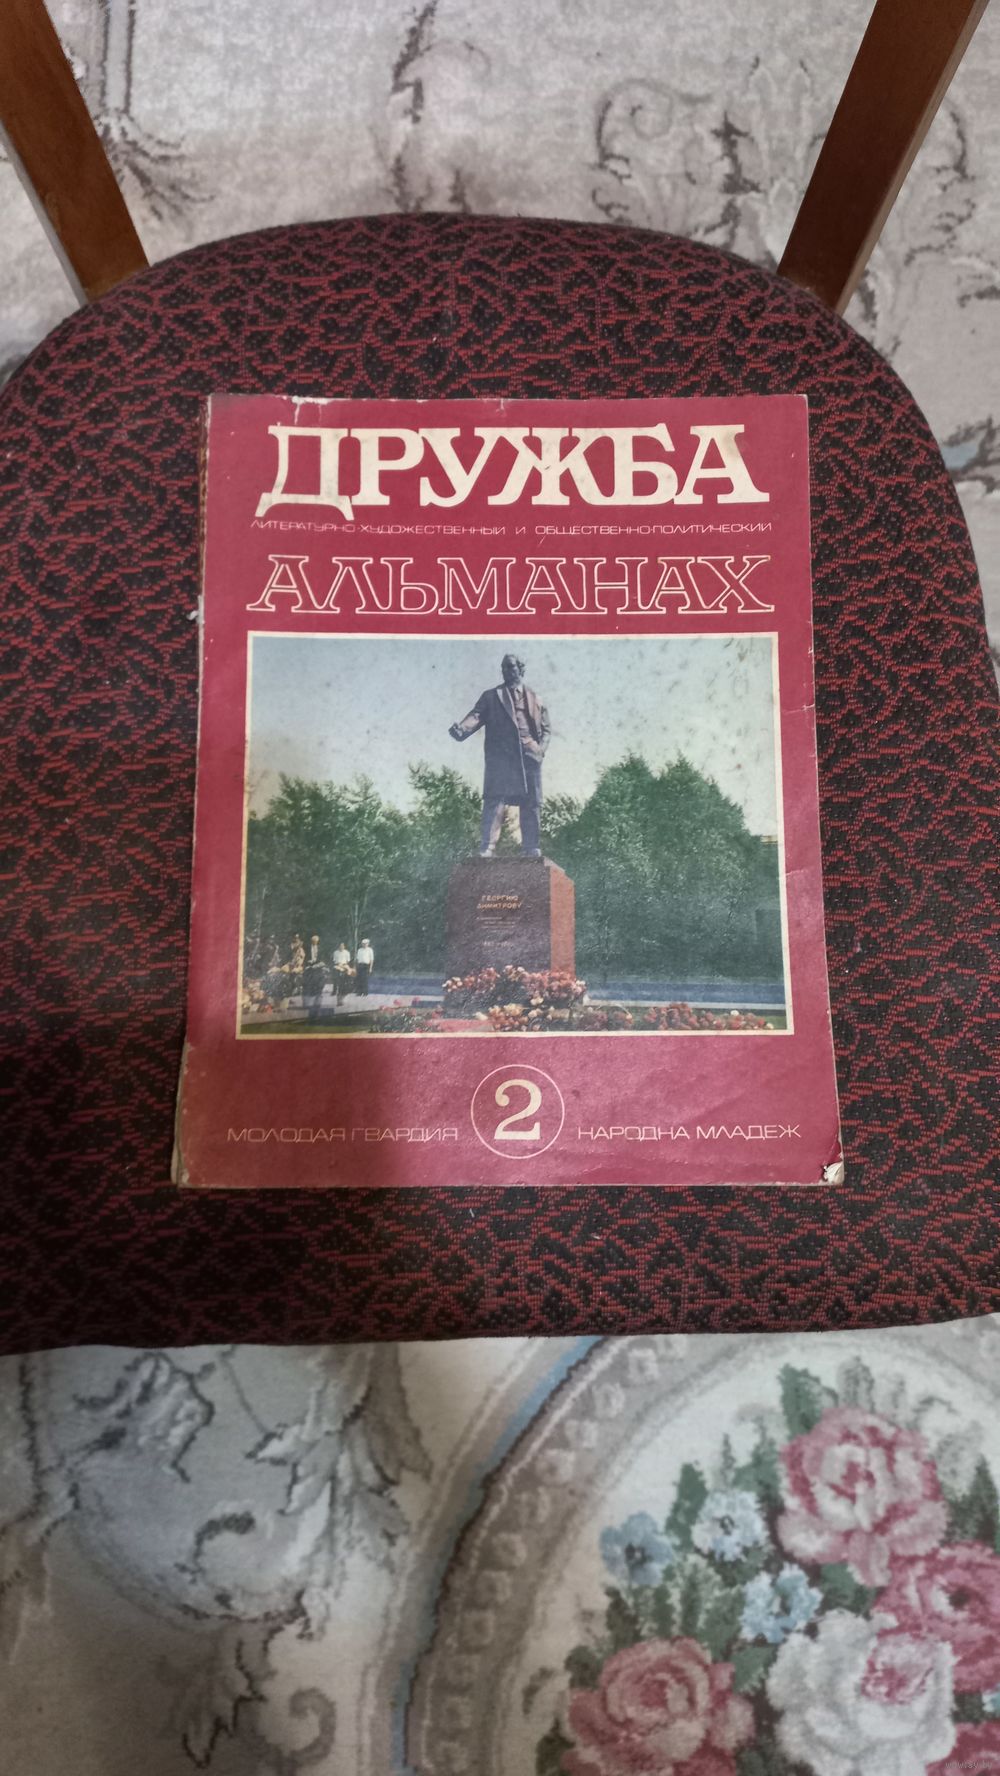 ДРУЖБА
ЛИТЕРАТУРНО-ХУДОЖЕСТВЕННЫЙ И ОБЩЕСТВЕННО-ПОЛИТИЧЕСКИЙ
АЛЬМАНАХ
ГЕОРГИЮ
ДИМИТРОВУ
2
МОЛОДАЯ ГВАРДИЯ НАРОДНА МЛАДЕЖ